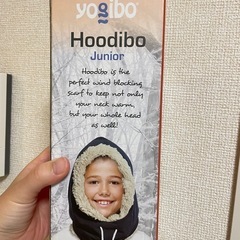 yogibo
Hoodibo
Junior
Hoodibo is the
perfect wind blocking
scarf to keep not only
your neck warm,
but your whole head
as well!